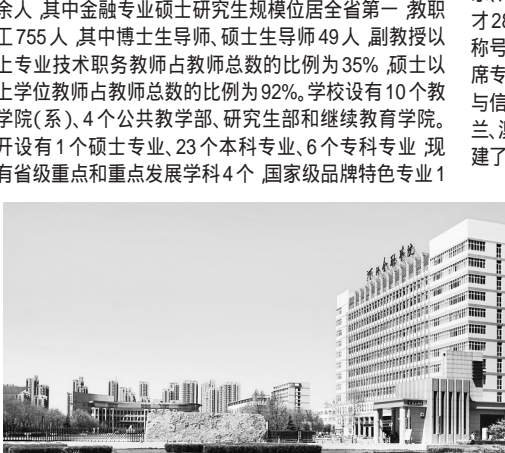 余人 其中金融专业硕士研究生规模位居全省第一 教职
工755人 其中博士生导师、硕士生导师49人 副教授以
上专业技术职务教师占教师总数的比例为35% 硕士以
上学位教师占教师总数的比例为92%。学校设有10个教
学院(系)、4个公共教学部、研究生部和继续教育学院。
开设有1个硕士专业、23个本科专业、6个专科专业 现
有省级重点和重点发展学科4个 国家级品牌特色专业1
才28
称号
席专
与信
建了
河北金融学院